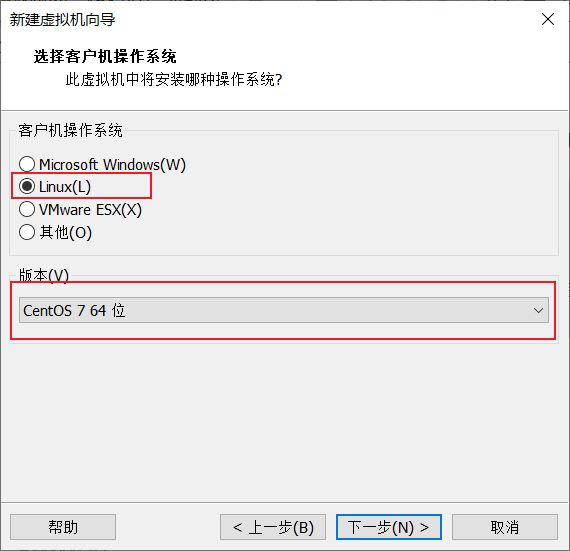 新建虚拟机向导
选择客户机操作系统
此虚拟机中将安装哪种操作系统?
客户机操作系统
Microsoft Windows(W)
Linux(L)
VMware ESX(X)
其他(O)
版本(V)
CentOS 7 64 位
帮助
< 上一步(B)
下一步(N) >
取消